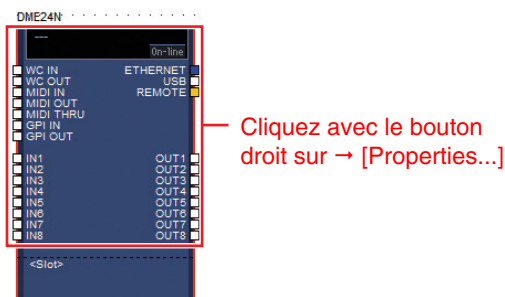 DME24N
---
On-line
WC IN ETHERNET
WC OUT USB
MIDI IN REMOTE
MIDI OUT
MIDI THRU
GPI IN
GPI OUT
IN1 OUT1
IN2 OUT2
IN3 OUT3
IN4 OUT4
IN5 OUT5
IN6 OUT6
IN7 OUT7
IN8 OUT8
<Slot>
Cliquez avec le bouton
droit sur → [Properties...]